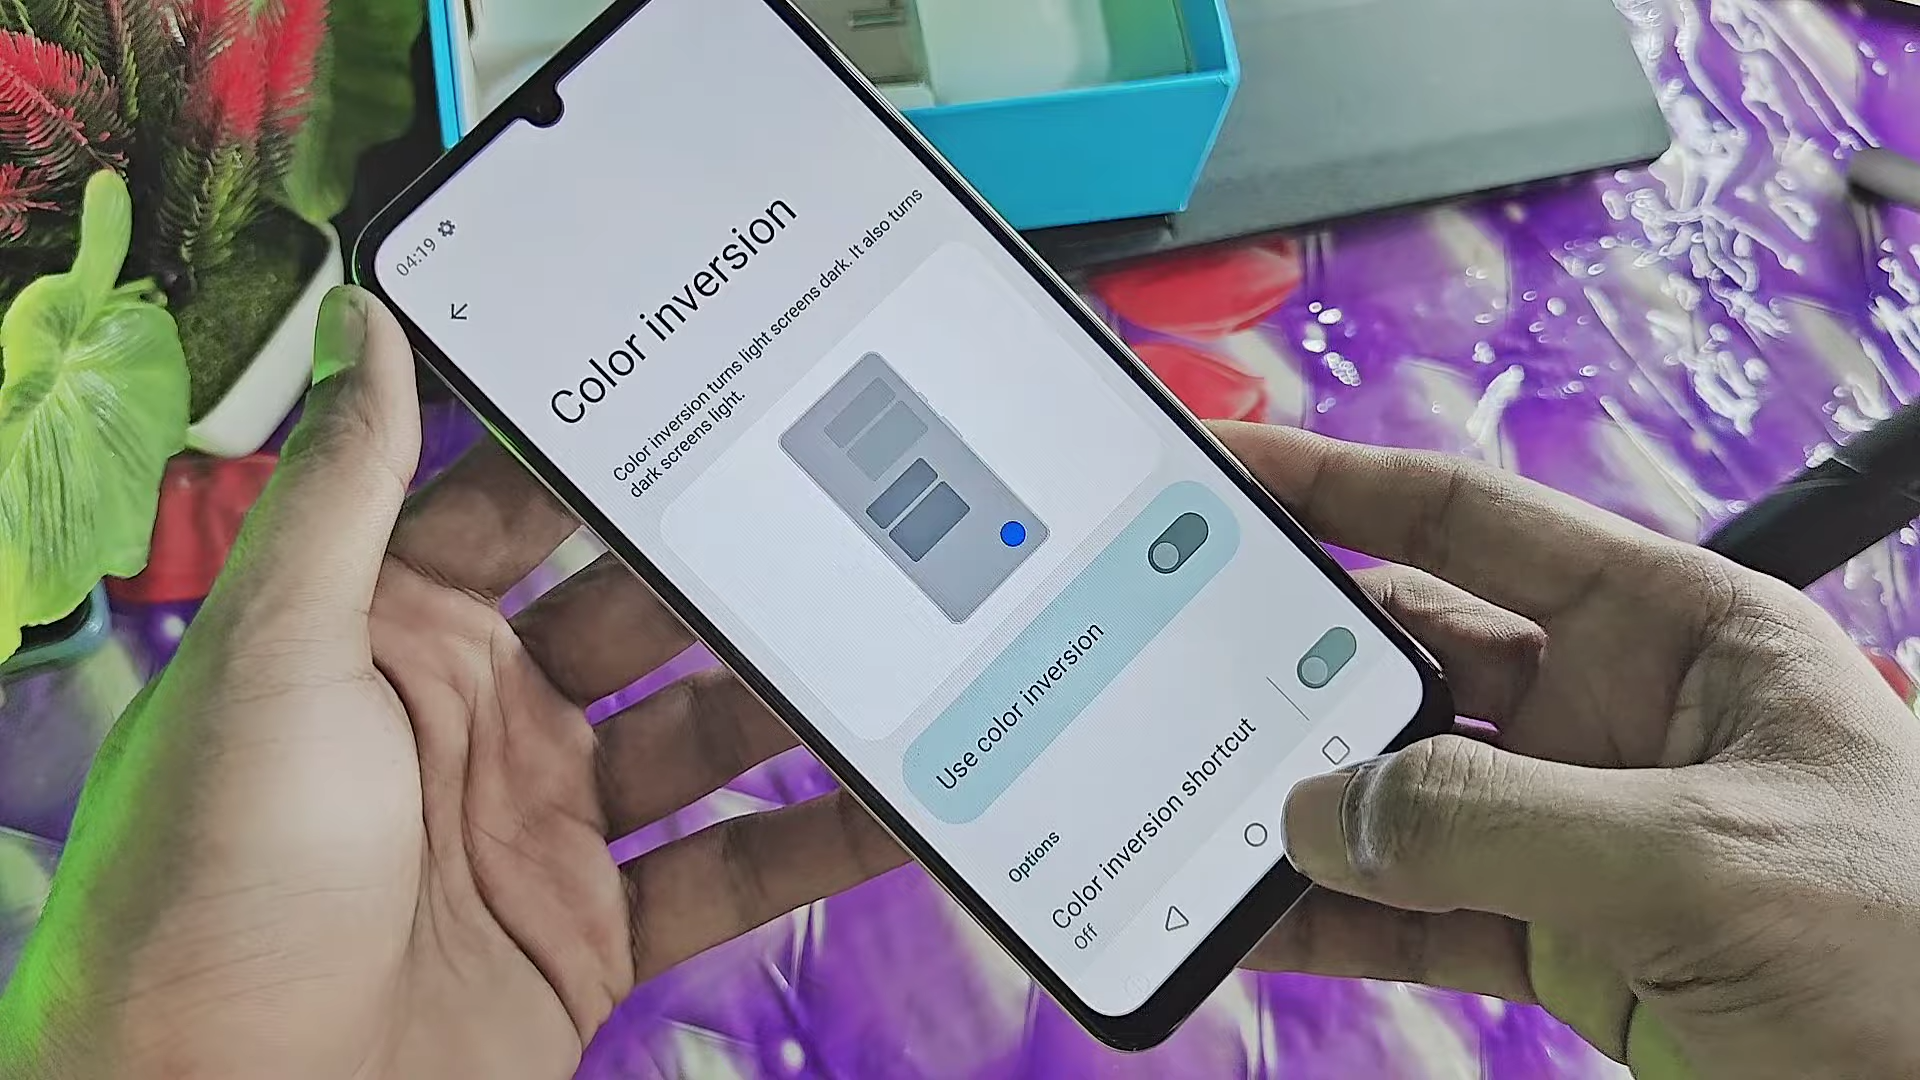 04:19
Color inversion
Color inversion turns light screens dark. It also turns
dark screens light.
Use color inversion
Options
Color inversion shortcut
Off